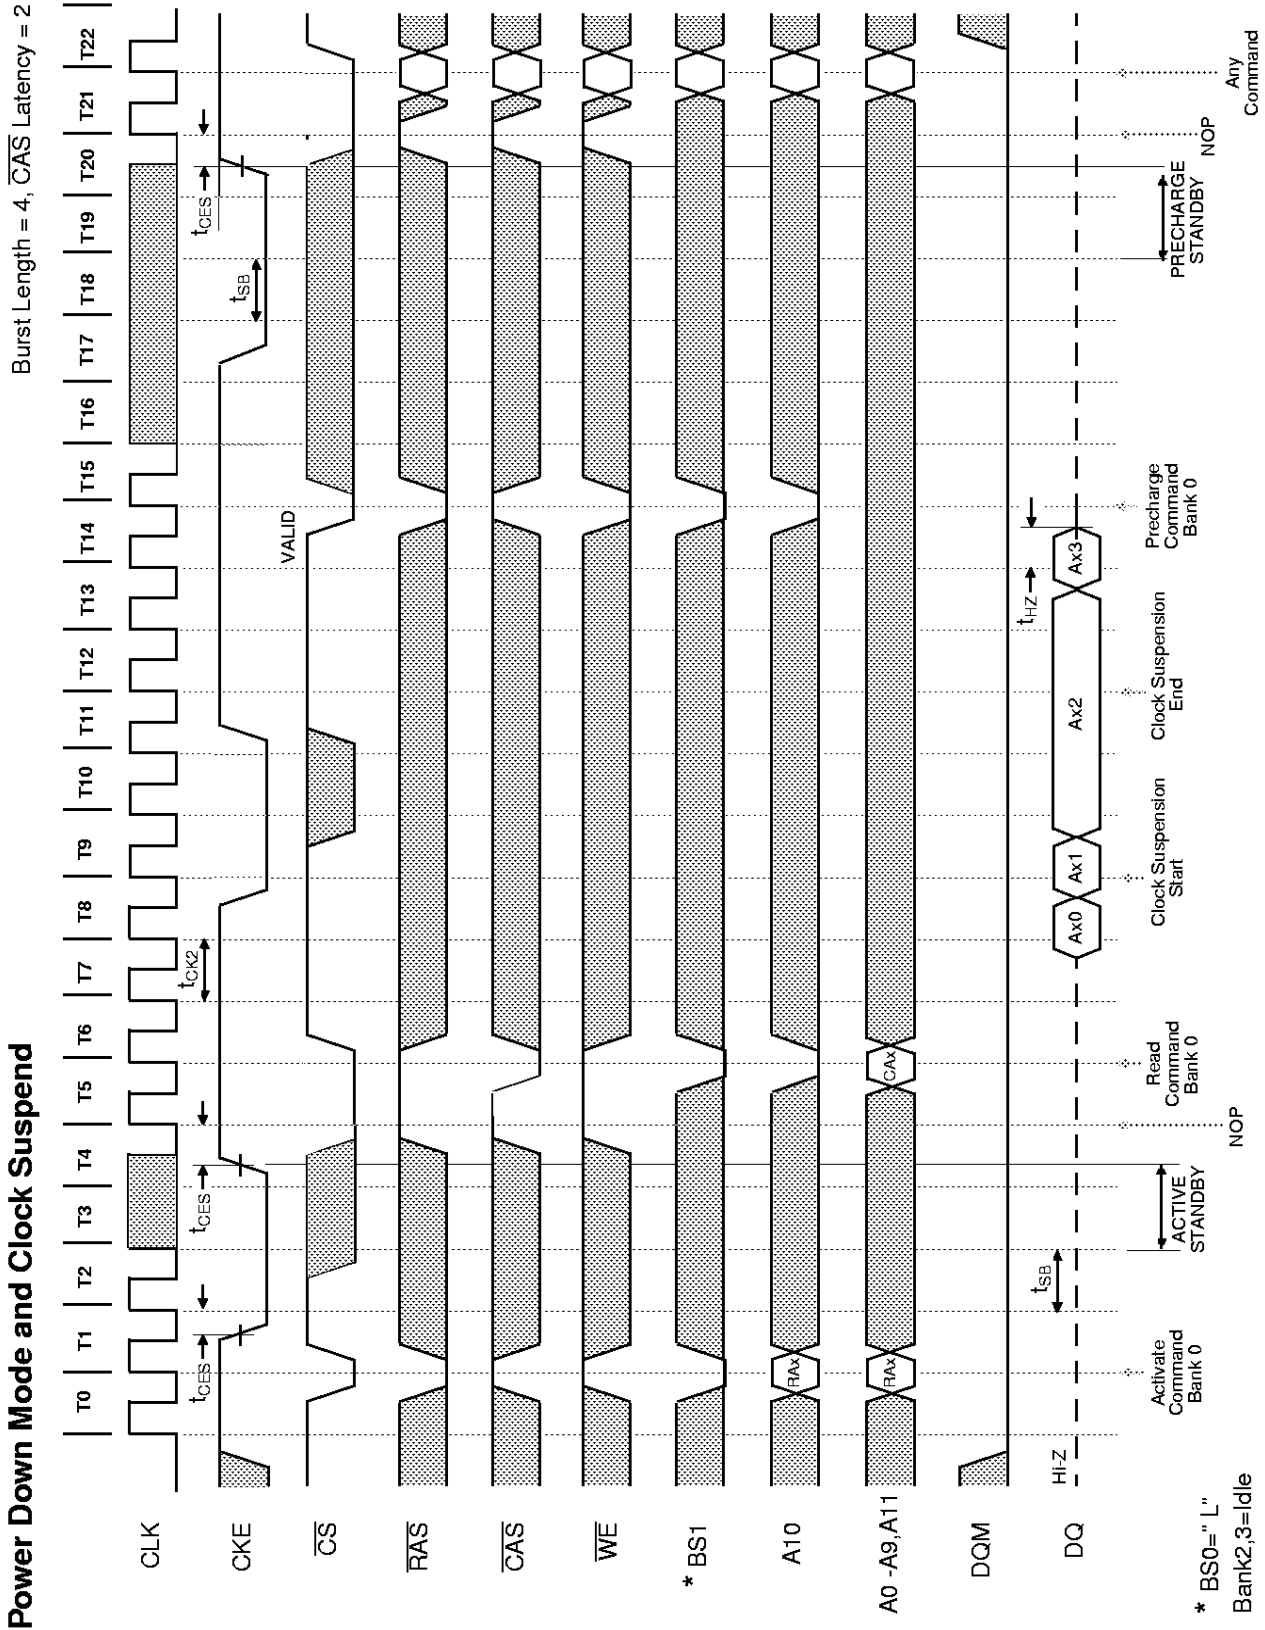 Power Down Mode and Clock Suspend
Burst Length = 4, CAS Latency = 2
T0 T1 T2 T3 T4 T5 T6 T7 T8 T9 T10 T11 T12 T13 T14 T15 T16 T17 T18 T19 T20 T21 T22
CLK
tCK2
CKE
tCES
tCES
tSB
tCES
CS
VALID
RAS
CAS
WE
* BS1
A10
RAx
A0 -A9,A11
RAx
CAx
DQM
tSB
tHZ
DQ
Hi-Z
Ax0
Ax1
Ax2
Ax3
Activate
Command
Bank 0
ACTIVE
STANDBY
NOP
Read
Command
Bank 0
Clock Suspension
Start
Clock Suspension
End
Precharge
Command
Bank 0
PRECHARGE
STANDBY
NOP
Any
Command
* BS0=" L"
Bank2,3=Idle